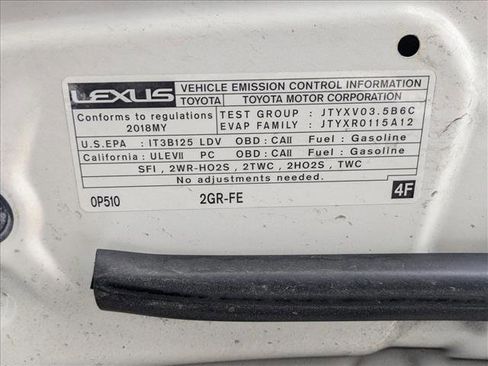 LEXUS VEHICLE EMISSION CONTROL INFORMATION
TOYOTA TOYOTA MOTOR CORPORATION
Conforms to regulations TEST GROUP : JTYXV03.5B6C
2018MY EVAP FAMILY : JTYXR0115A12
U.S.EPA : IT3B125 LDV OBD : CAII Fuel : Gasoline
California : ULEVII PC OBD : CAII Fuel : Gasoline
SFI , 2WR-HO2S , 2TWC , 2HO2S , TWC
No adjustments needed.
0P510 2GR-FE 4F